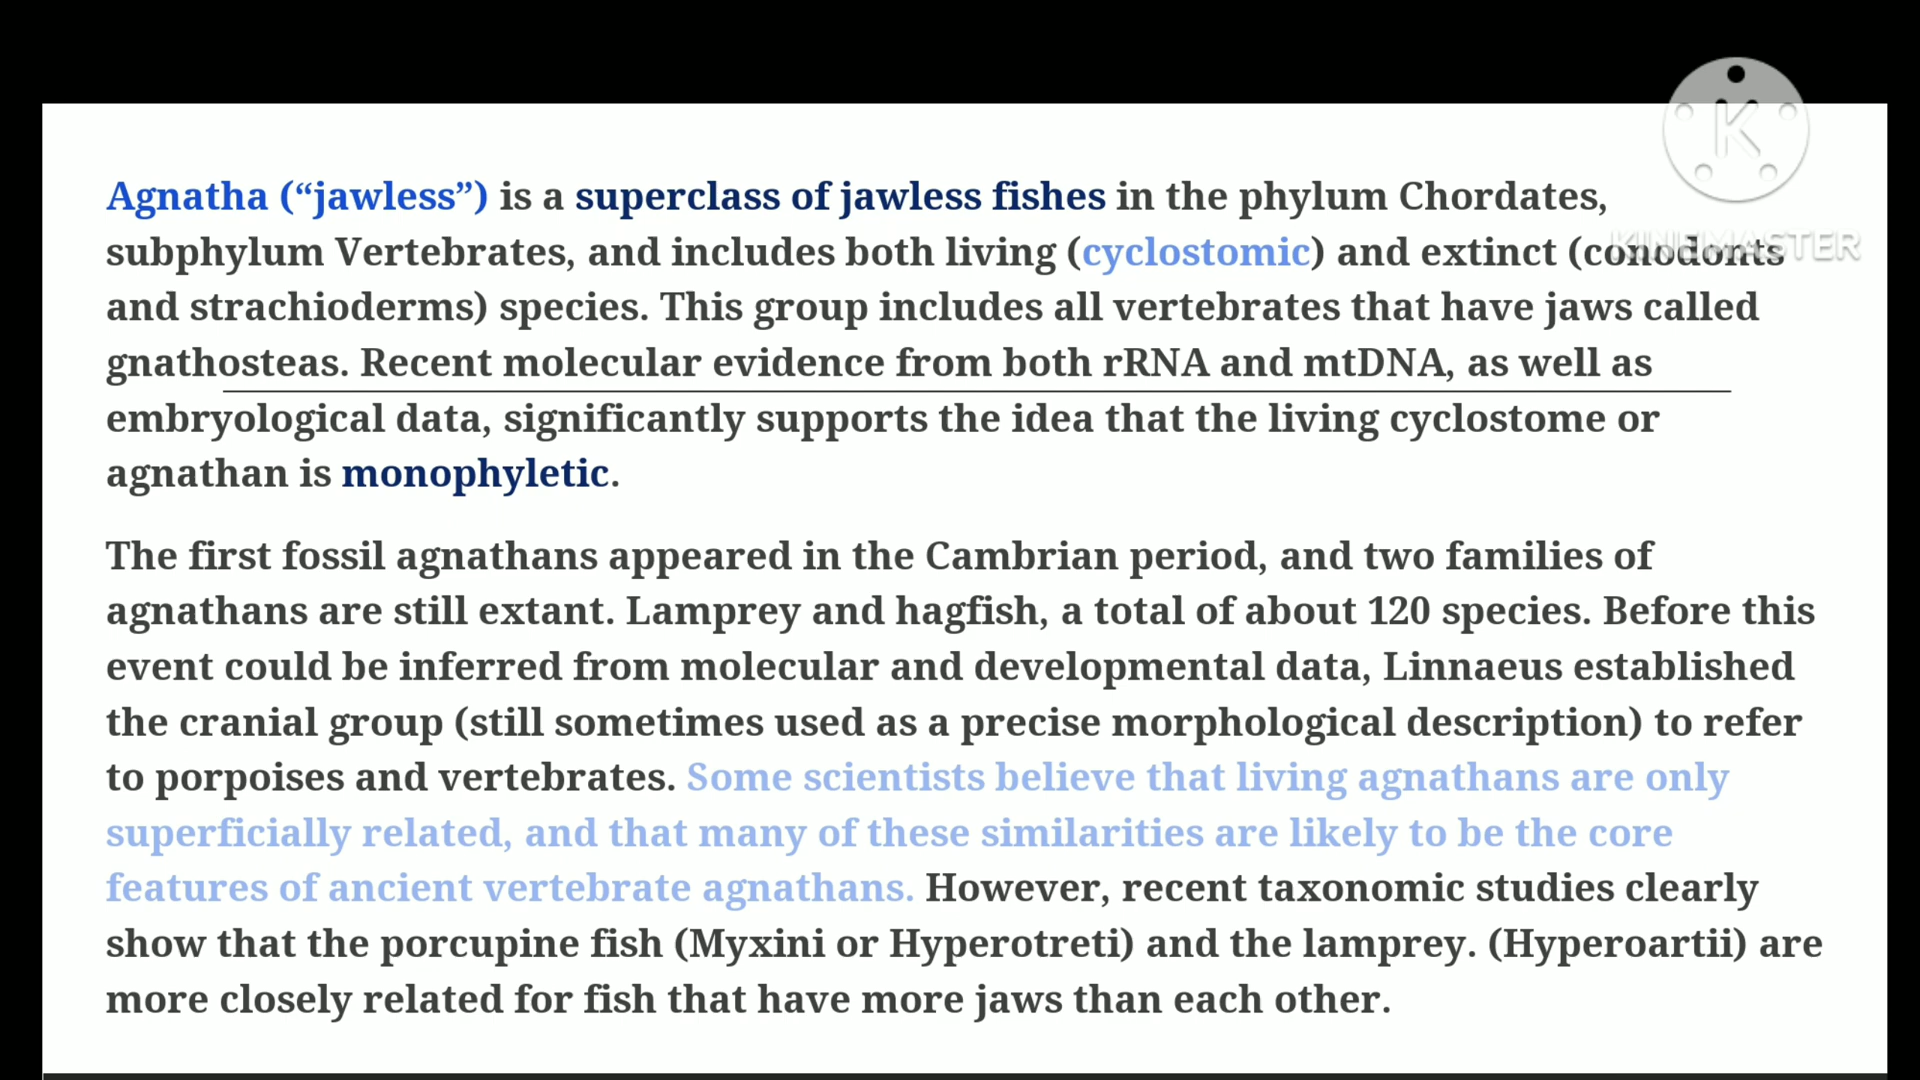 Agnatha (“jawless”) is a superclass of jawless fishes in the phylum Chordates,
subphylum Vertebrates, and includes both living (cyclostomic) and extinct (conodonts
and strachioderms) species. This group includes all vertebrates that have jaws called
gnathosteas. Recent molecular evidence from both rRNA and mtDNA, as well as
embryological data, significantly supports the idea that the living cyclostome or
agnathan is monophyletic.
The first fossil agnathans appeared in the Cambrian period, and two families of
agnathans are still extant. Lamprey and hagfish, a total of about 120 species. Before this
event could be inferred from molecular and developmental data, Linnaeus established
the cranial group (still sometimes used as a precise morphological description) to refer
to porpoises and vertebrates. Some scientists believe that living agnathans are only
superficially related, and that many of these similarities are likely to be the core
features of ancient vertebrate agnathans. However, recent taxonomic studies clearly
show that the porcupine fish (Myxini or Hyperotreti) and the lamprey. (Hyperoartii) are
more closely related for fish that have more jaws than each other.
K
KINEMASTER